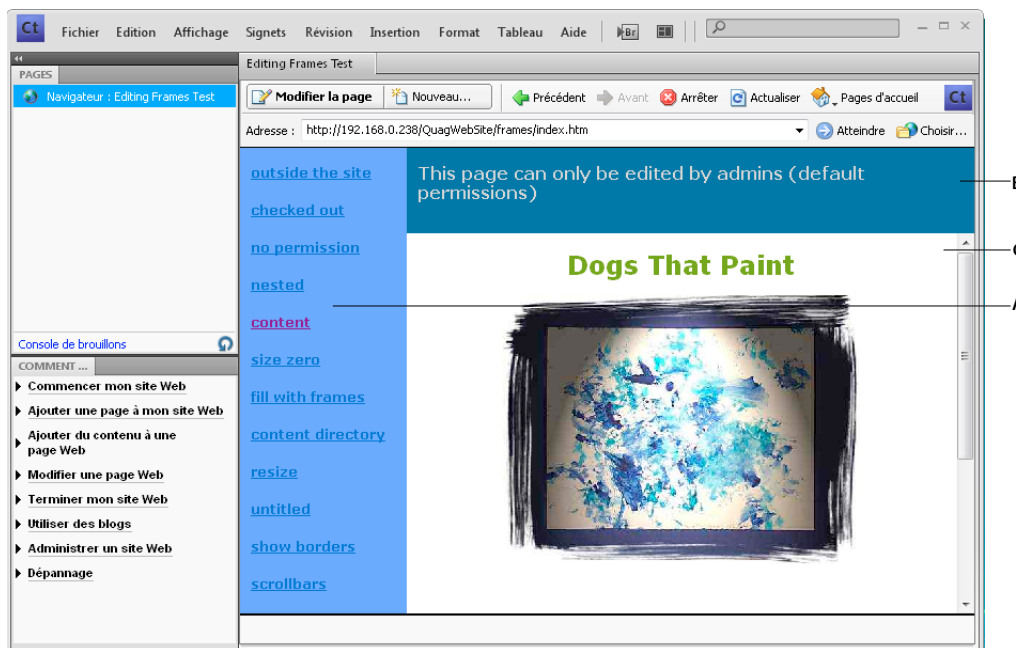 Ct Fichier Edition Affichage Signets Révision Insertion Format Tableau Aide Br
PAGES
Navigateur : Editing Frames Test
Console de brouillons
COMMENT ...
Commencer mon site Web
Ajouter une page à mon site Web
Ajouter du contenu à une
page Web
Modifier une page Web
Terminer mon site Web
Utiliser des blogs
Administrer un site Web
Dépannage
Editing Frames Test
Modifier la page Nouveau... Précédent Avant Arrêter Actualiser Pages d'accueil Ct
Adresse : http://192.168.0.238/QuagWebSite/frames/index.htm Atteindre Choisir...
outside the site
checked out
no permission
nested
content
size zero
fill with frames
content directory
resize
untitled
show borders
scrollbars
This page can only be edited by admins (default
permissions)
Dogs That Paint